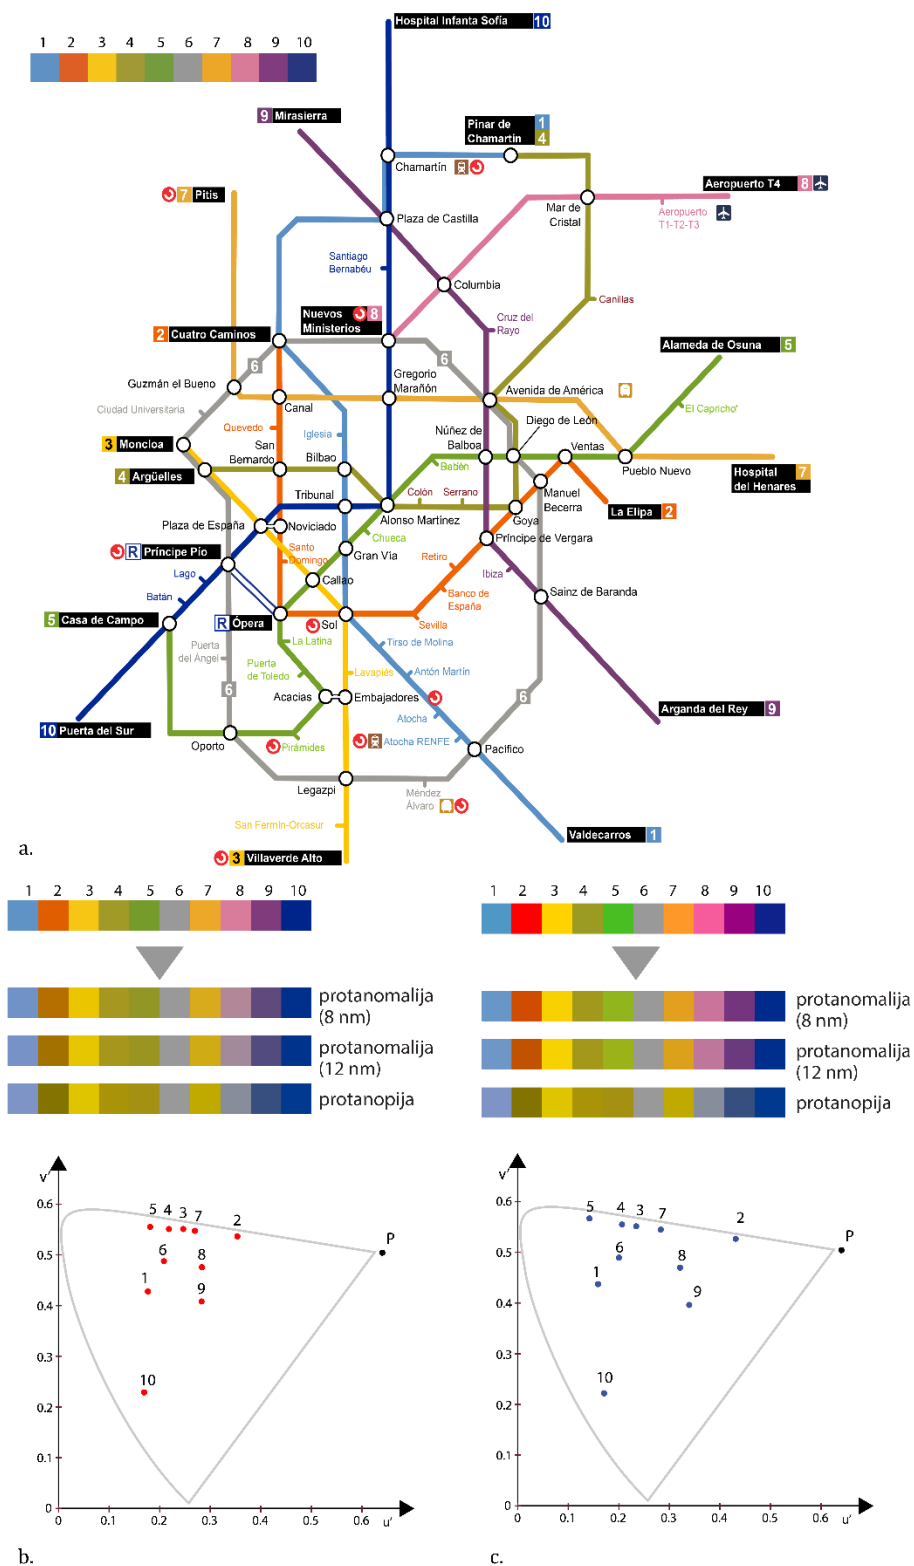 Hospital Infanta Sofía 10
1 2 3 4 5 6 7 8 9 10
9 Mirasierra
Pinar de
Chamartin
1
4
Chamartín
Aeropuerto T4 8
7 Pitis
Mar de
Cristal
Aeropuerto
T1-T2-T3
Plaza de Castilla
Santiago
Bernabéu
Columbia
Canillas
Nuevos
Ministerios
8
Cruz del
Rayo
2 Cuatro Caminos
Alameda de Osuna 5
6
6
Gregorio
Marañón
Guzmán el Bueno
Avenida de América
Canal
Ciudad Universitaria
El Capricho'
Diego de León
Quevedo
Iglesia
Núñez de
Balboa
Ventas
3 Moncloa
San
Bernardo
Bilbao
Batén
Pueblo Nuevo
Hospital
del Henares
7
4 Argüelles
Manuel
Becerra
Tribunal
Colón
Serrano
La Elipa 2
Alonso Martínez
Goya
Plaza de España
Noviciado
Chueca
Príncipe de Vergara
R Príncipe Pío
Santo
Domingo
Gran Vía
Retiro
Ibiza
Lago
Callao
Batán
Banco de
España
Sainz de Baranda
5 Casa de Campo
R Ópera
Sol
Sevilla
Puerta
del Ángel
La Latina
Tirso de Molina
Puerta
de Toledo
Lavapiés
Antón Martín
6
6
Acacias
Embajadores
Arganda del Rey 9
Atocha
10 Puerta del Sur
Oporto
Pirámides
Atocha RENFE
Pacífico
Legazpi
Méndez
Álvaro
San Fermín-Orcasur
Valdecarros 1
a.
3 Villaverde Alto
1 2 3 4 5 6 7 8 9 10
protanomalija
(8 nm)
protanomalija
(12 nm)
protanopija
1 2 3 4 5 6 7 8 9 10
protanomalija
(8 nm)
protanomalija
(12 nm)
protanopija
v'
0.6
0.5
0.4
0.3
0.2
0.1
0
5 4 3 7 2
P
6 8
1 9
10
0 0.1 0.2 0.3 0.4 0.5 0.6
u'
b.
v'
0.6
0.5
0.4
0.3
0.2
0.1
0
5 4 3 7 2
P
6 8
1 9
10
0 0.1 0.2 0.3 0.4 0.5 0.6
u'
c.